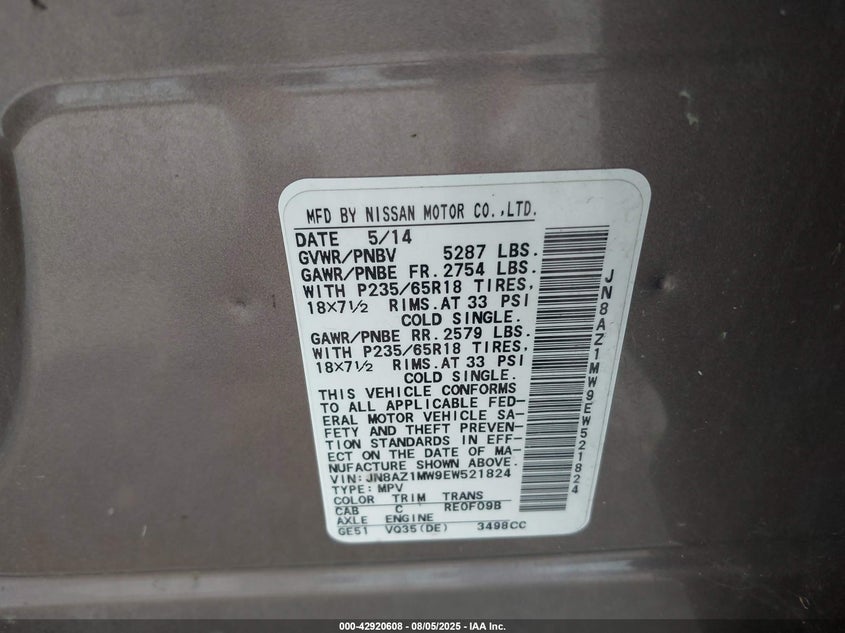 MFD BY NISSAN MOTOR CO.,LTD.
DATE 5/14
GVWR/PNBV 5287 LBS.
GAWR/PNBE FR. 2754 LBS.
WITH P235/65R18 TIRES,
18×7½ RIMS.AT 33 PSI
COLD SINGLE.
GAWR/PNBE RR. 2579 LBS.
WITH P235/65R18 TIRES,
18×7½ RIMS.AT 33 PSI
COLD SINGLE.
THIS VEHICLE CONFORMS
TO ALL APPLICABLE FED-
ERAL MOTOR VEHICLE SA-
FETY AND THEFT PREVEN-
TION STANDARDS IN EFF-
ECT ON THE DATE OF MA-
NUFACTURE SHOWN ABOVE.
VIN: JN8AZ1MW9EW521824
TYPE: MPV
COLOR TRIM TRANS
CAB C RE0F09B
AXLE ENGINE
GE51 VQ35(DE) 3498CC
JN8AZ1MW9EW521824
000-42920608 - 08/05/2025 - IAA Inc.